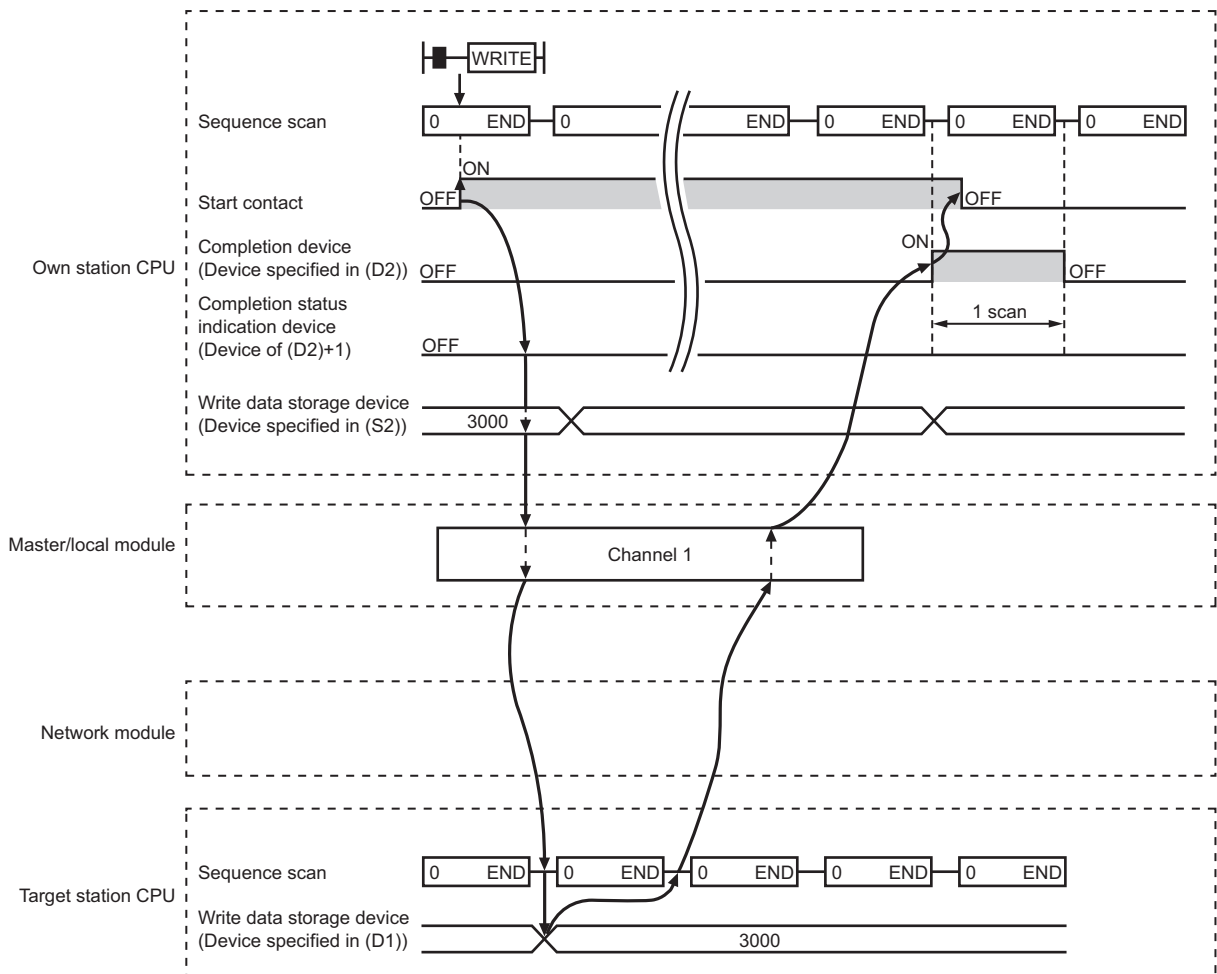 WRITE
Sequence scan
0 END 0 END 0 END 0 END 0 END
ON
Start contact
OFF
OFF
Own station CPU
Completion device
(Device specified in (D2))
OFF
ON
OFF
Completion status
indication device
(Device of (D2)+1)
OFF
1 scan
Write data storage device
(Device specified in (S2))
3000
Master/local module
Channel 1
Network module
Target station CPU
Sequence scan
0 END 0 END 0 END 0 END 0 END
Write data storage device
(Device specified in (D1))
3000